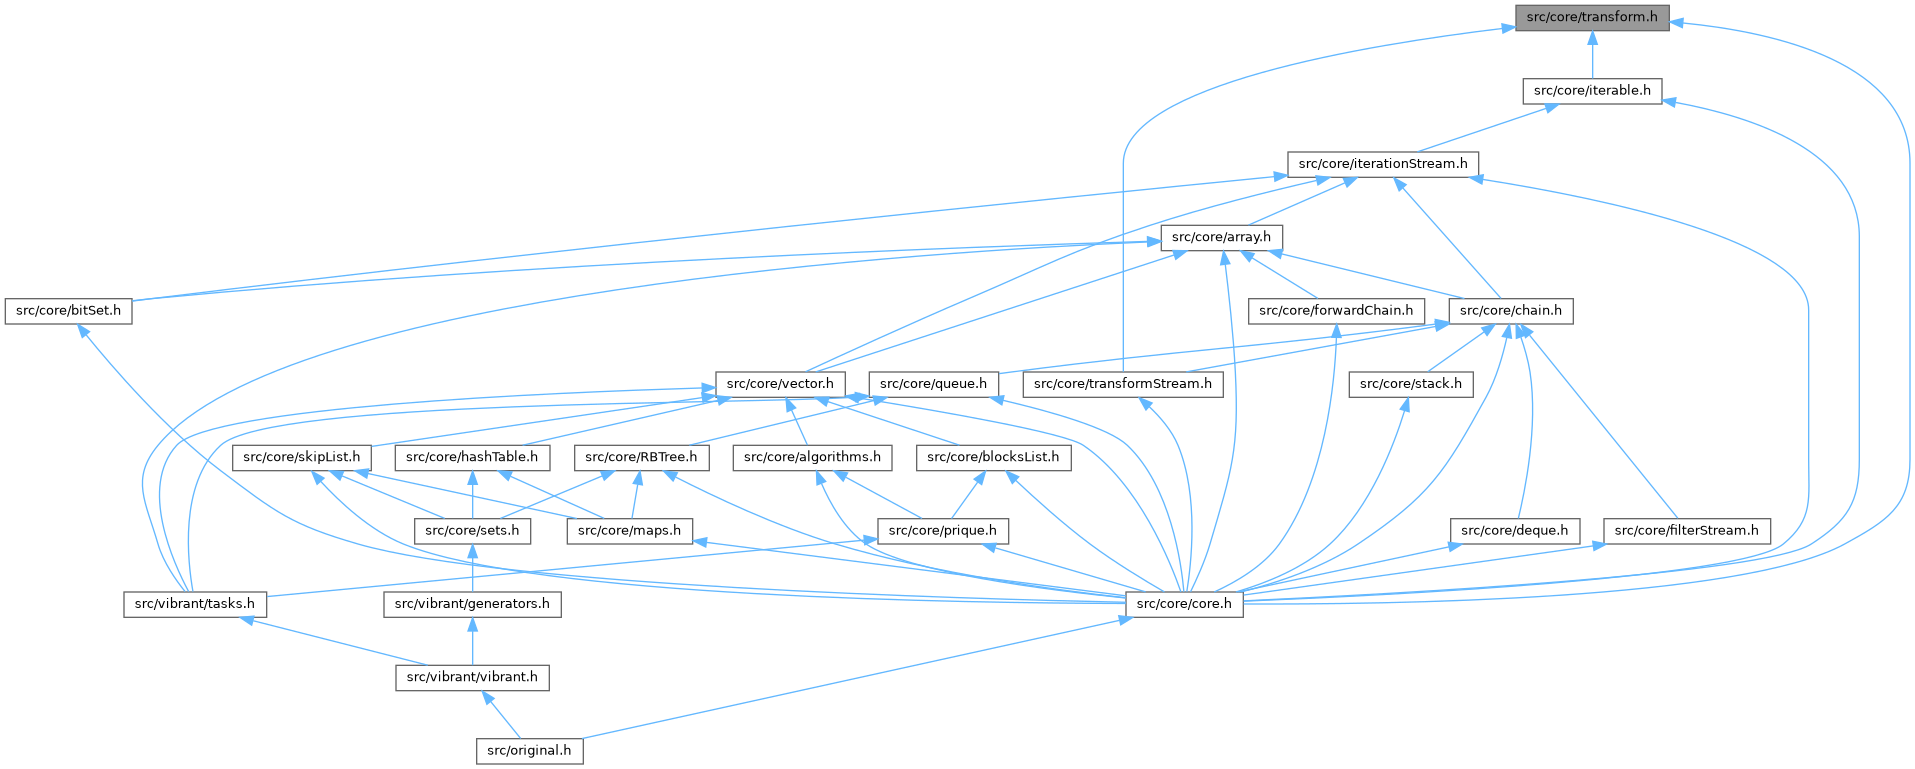 src/core/transform.h
src/core/iterable.h
src/core/iterationStream.h
src/core/array.h
src/core/bitSet.h
src/core/forwardChain.h
src/core/chain.h
src/core/vector.h
src/core/queue.h
src/core/transformStream.h
src/core/stack.h
src/core/skipList.h
src/core/hashTable.h
src/core/RBTree.h
src/core/algorithms.h
src/core/blocksList.h
src/core/sets.h
src/core/maps.h
src/core/prique.h
src/core/deque.h
src/core/filterStream.h
src/vibrant/tasks.h
src/vibrant/generators.h
src/core/core.h
src/vibrant/vibrant.h
src/original.h